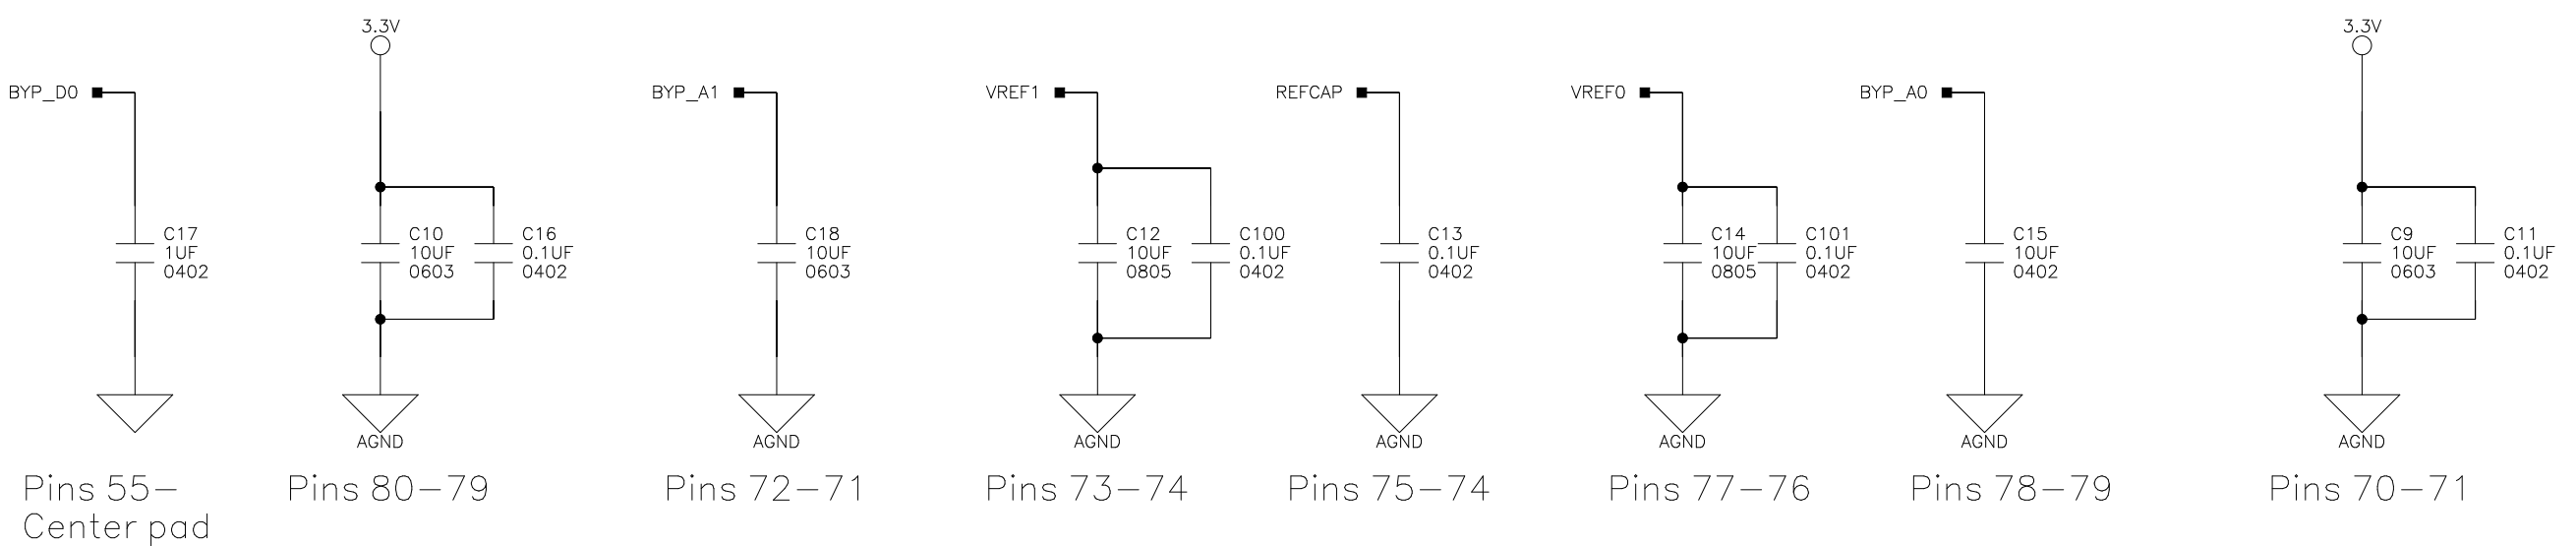 3.3V
3.3V
BYP_D0
BYP_A1
VREF1
REFCAP
VREF0
BYP_A0
C17
1UF
0402
C10
10UF
0603
C16
0.1UF
0402
C18
10UF
0603
C12
10UF
0805
C100
0.1UF
0402
C13
0.1UF
0402
C14
10UF
0805
C101
0.1UF
0402
C15
10UF
0402
C9
10UF
0603
C11
0.1UF
0402
AGND
AGND
AGND
AGND
AGND
AGND
AGND
Pins 55-
Center pad
Pins 80-79
Pins 72-71
Pins 73-74
Pins 75-74
Pins 77-76
Pins 78-79
Pins 70-71